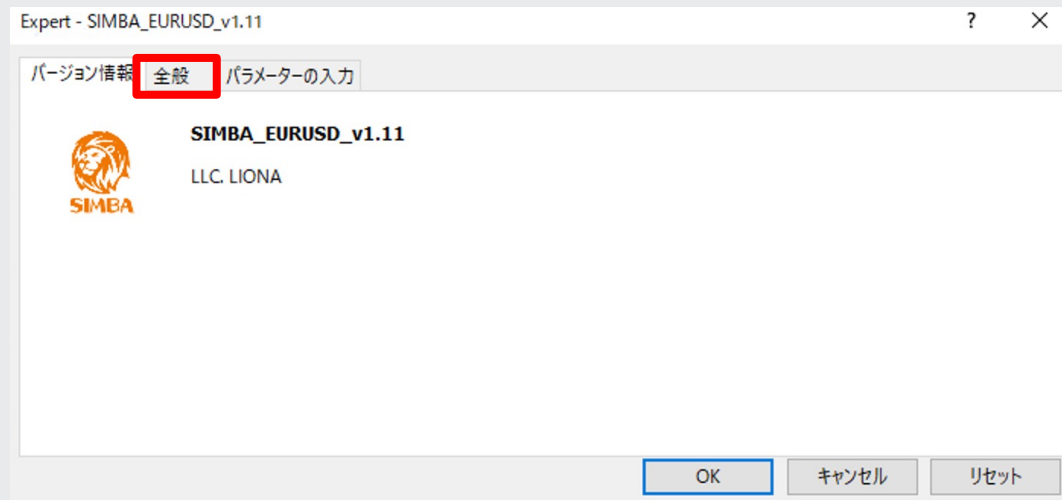 Expert - SIMBA_EURUSD_v1.11 ? ×
バージョン情報 全般 パラメーターの入力
SIMBA_EURUSD_v1.11
LLC. LIONA
SIMBA
OK キャンセル リセット